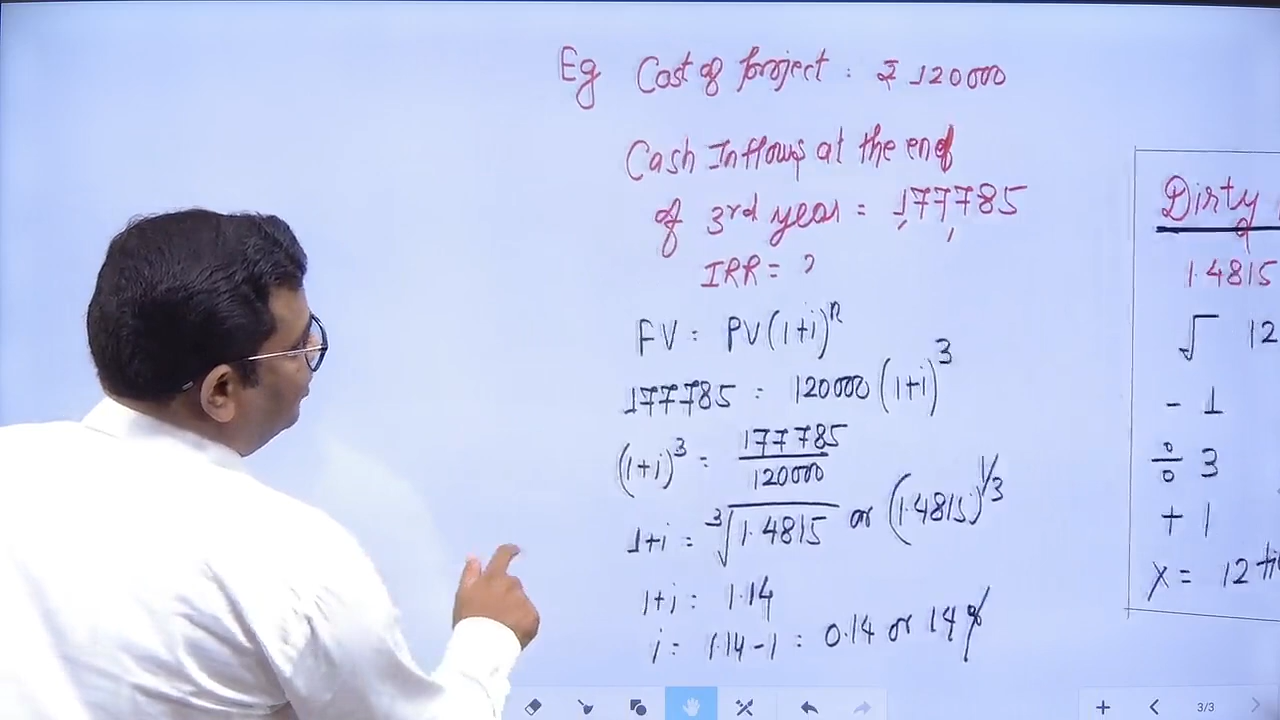 Eg Cost of project : ₹ 120000
Cash Inflows at the end
of 3rd year = 177785
IRR = ?
FV = PV(1+i)^n
177785 = 120000 (1+i)^3
(1+i)^3 = 177785/120000
1+i = ∛1.4815 or (1.4815)^1/3
1+i = 1.14
i = 1.14-1 = 0.14 or 14%
Dirty
1.4815
√ 12
- 1
÷ 3
+ 1
X = 12
3/3